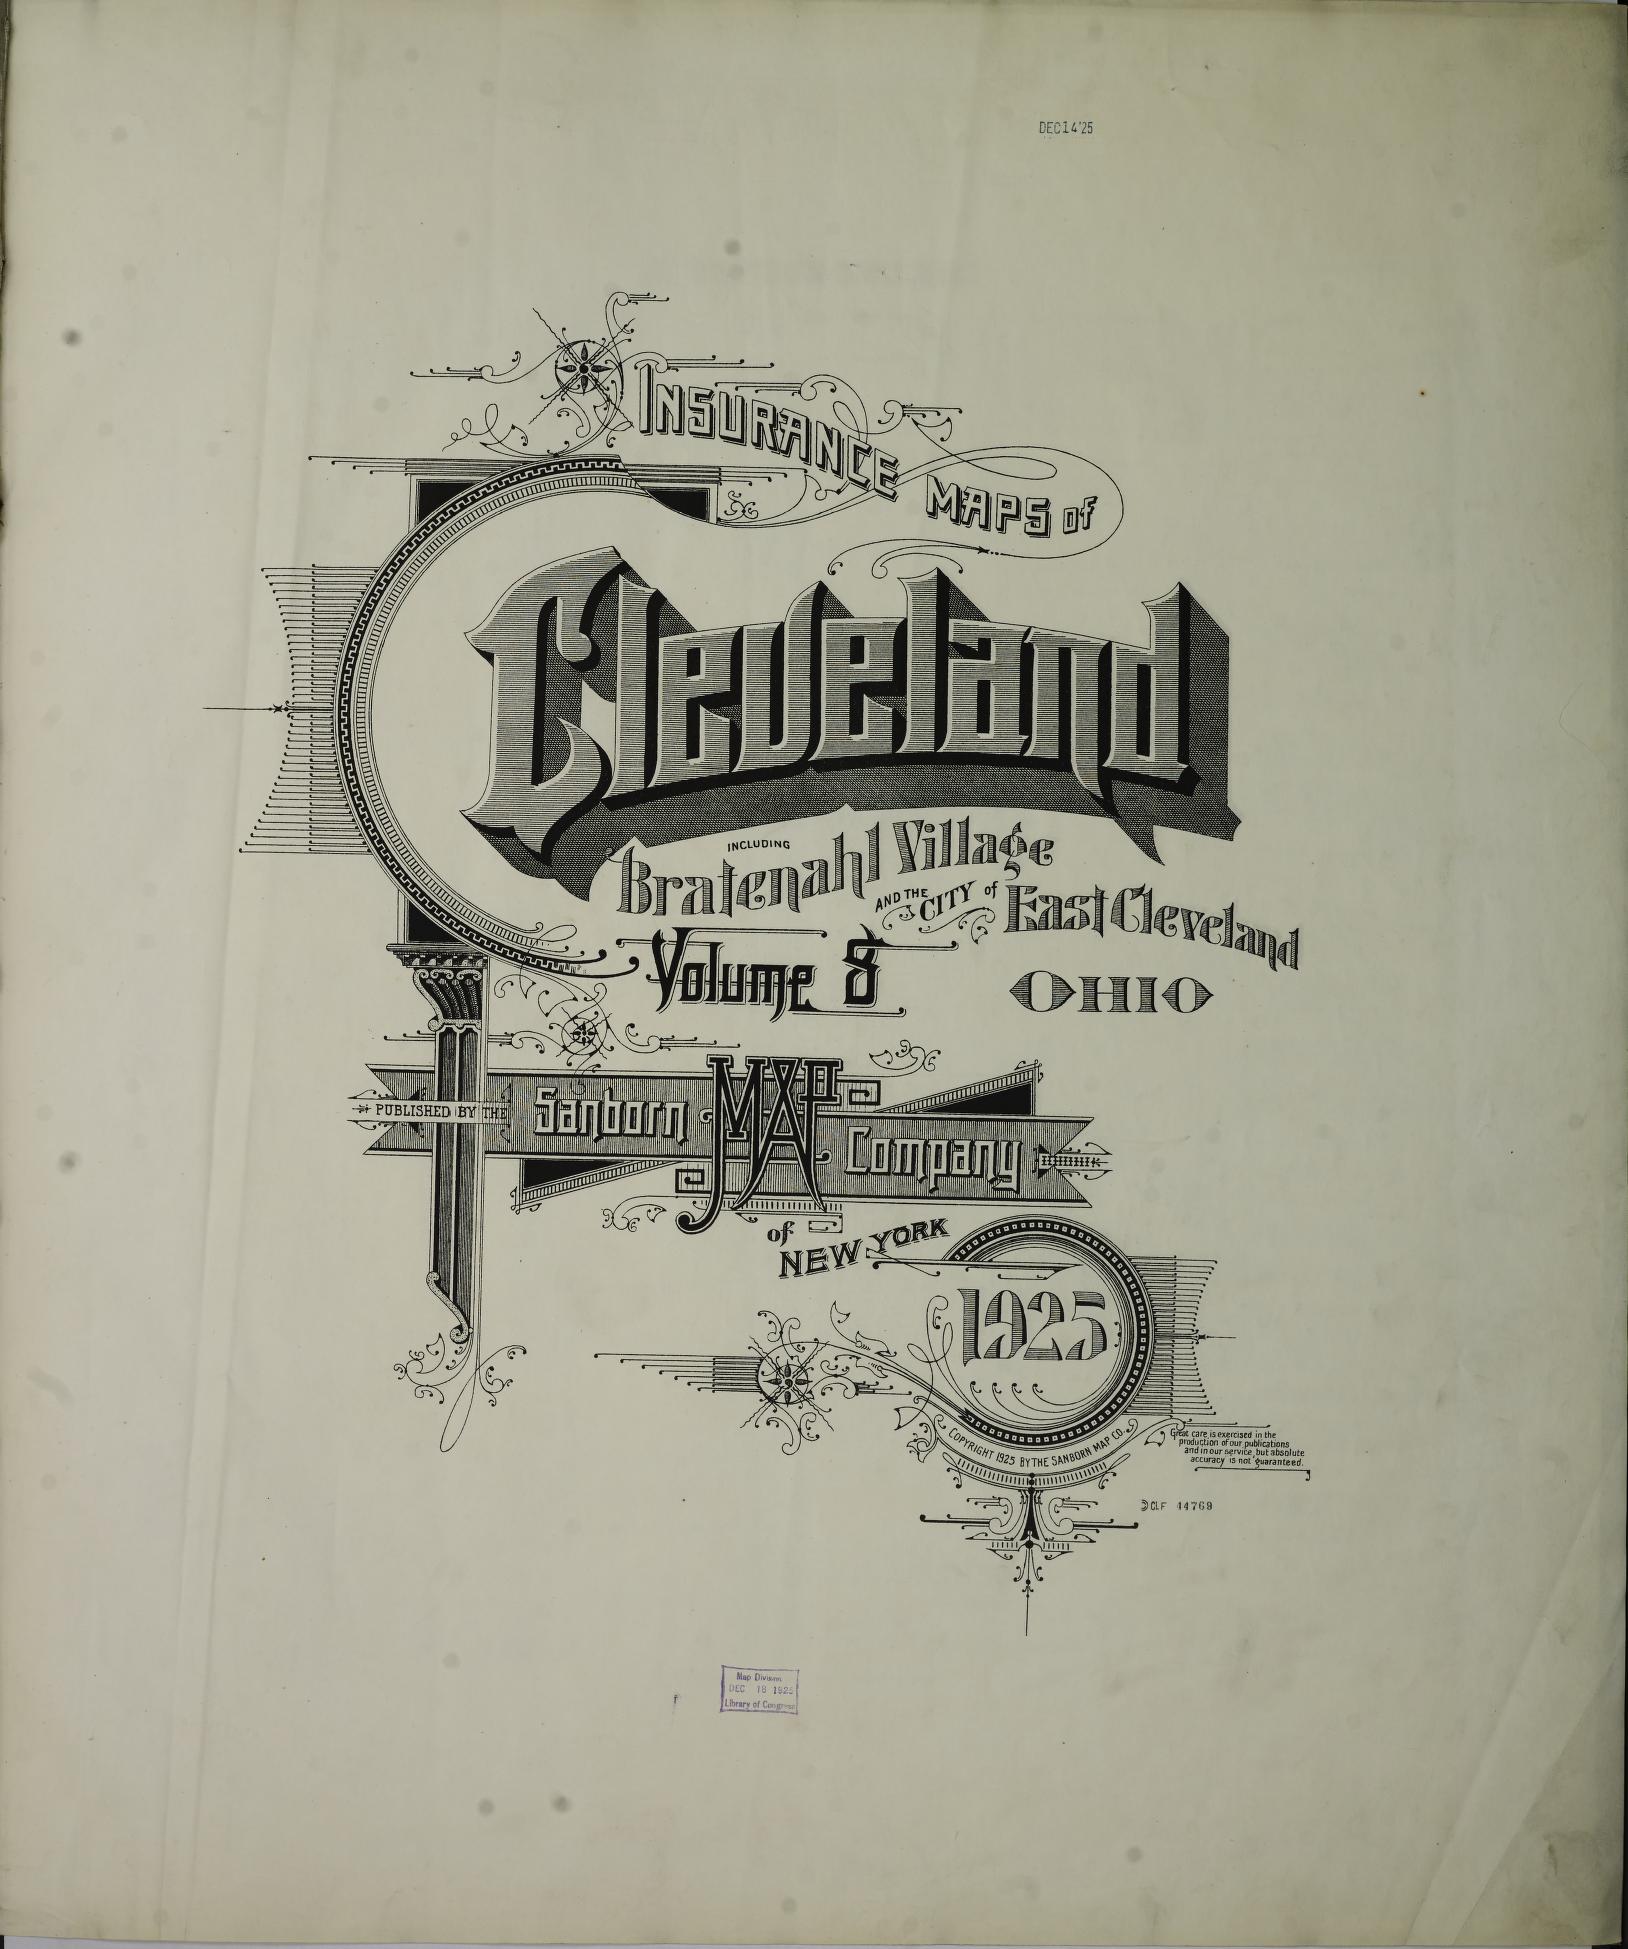 DEC 14 '25
INSURANCE MAPS of
Cleveland
INCLUDING
Bratenahl Village
AND THE CITY of East Cleveland
Volume 8 OHIO
PUBLISHED BY THE Sanborn MAP Company
of
NEW YORK
1925
COPYRIGHT 1925 BY THE SANBORN MAP CO.
Great care is exercised in the
production of our publications
and in our service, but absolute
accuracy is not guaranteed.
©CLF 44769
Map Division
DEC 18 1925
Library of Congress